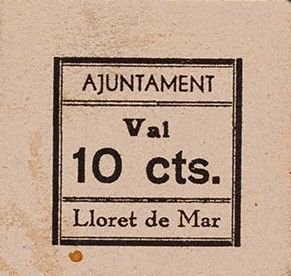 AJUNTAMENT
Val
10 cts.
Lloret de Mar